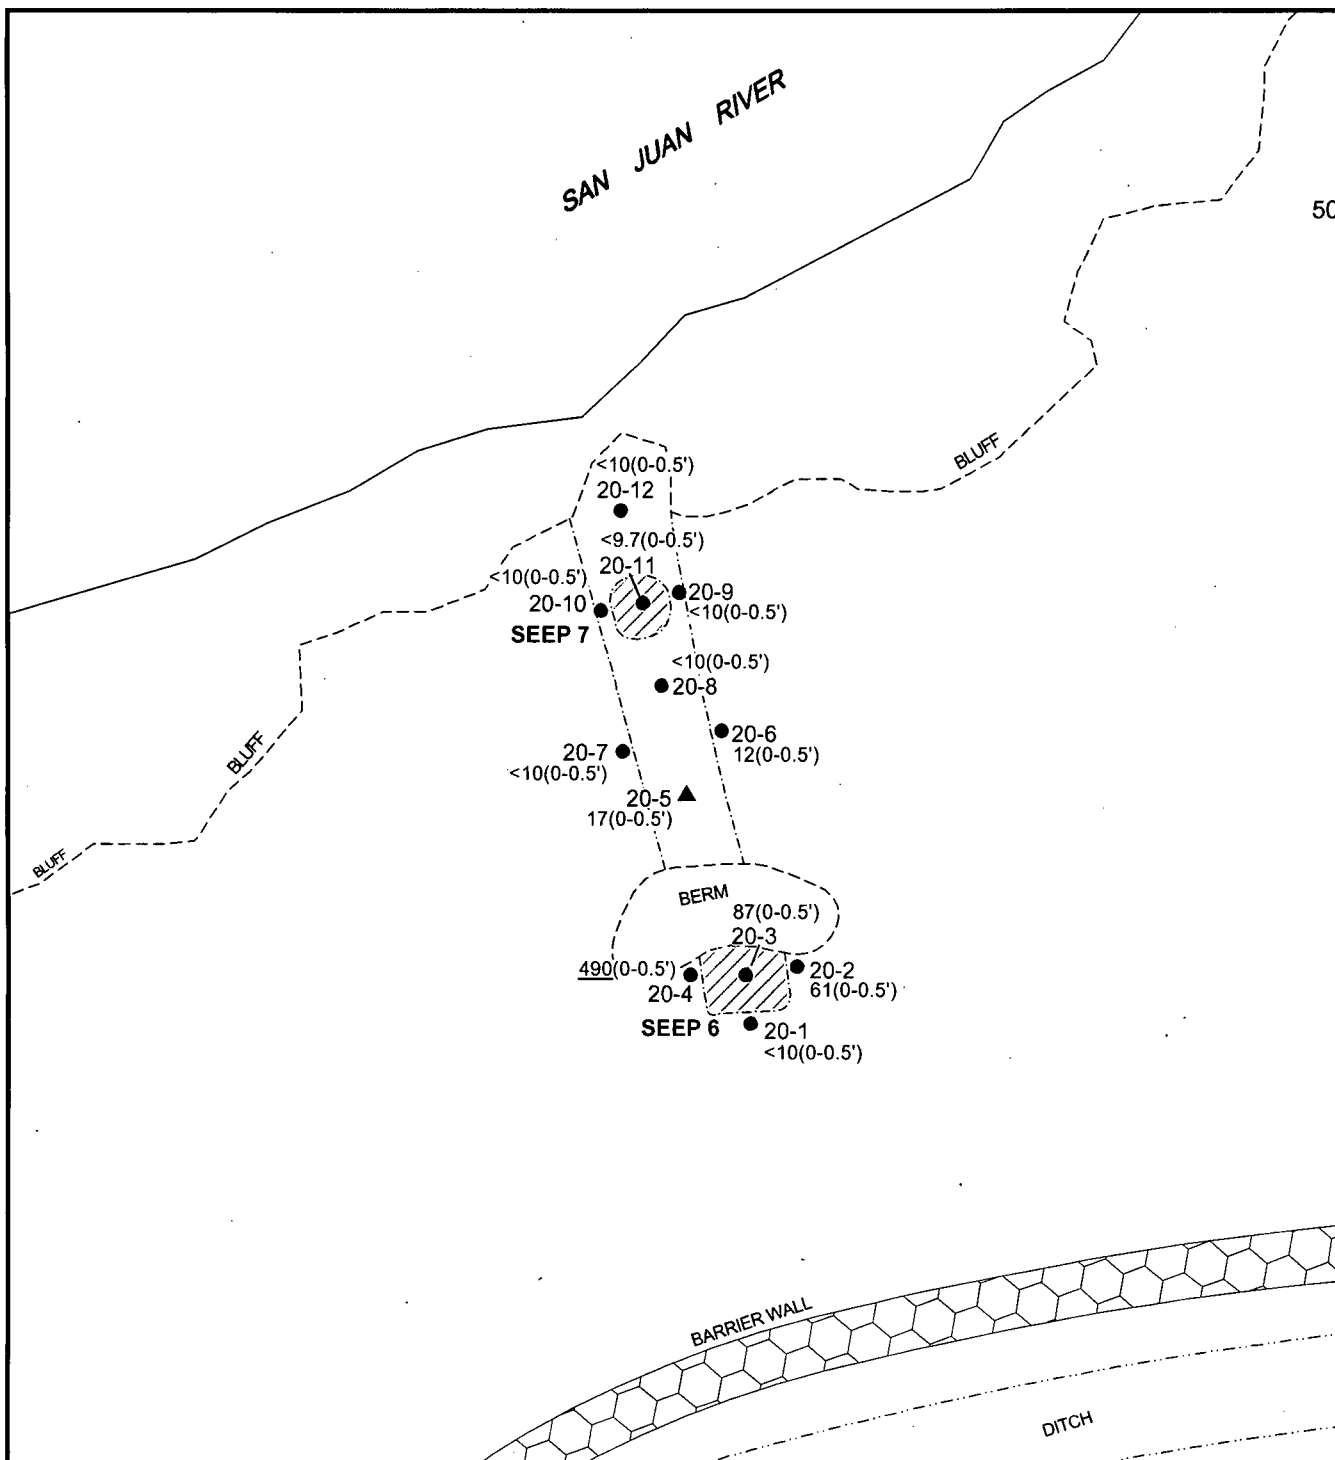 SAN JUAN RIVER
50
BLUFF
<10(0-0.5')
20-12
<9.7(0-0.5')
20-11
<10(0-0.5')
20-10
SEEP 7
20-9
<10(0-0.5')
<10(0-0.5')
20-8
20-6
12(0-0.5')
20-7
<10(0-0.5')
20-5
17(0-0.5')
BLUFF
BLUFF
BERM
87(0-0.5')
20-3
490(0-0.5')
20-4
20-2
61(0-0.5')
SEEP 6
20-1
<10(0-0.5')
BARRIER WALL
DITCH